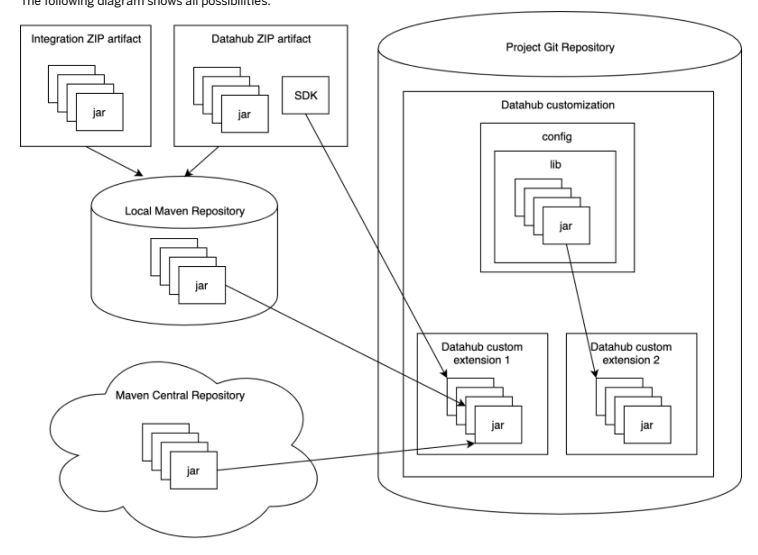 The following diagram shows all possibilities.
Integration ZIP artifact
jar
Datahub ZIP artifact
jar
SDK
Local Maven Repository
jar
Maven Central Repository
jar
Project Git Repository
Datahub customization
config
lib
jar
Datahub custom
extension 1
jar
Datahub custom
extension 2
jar